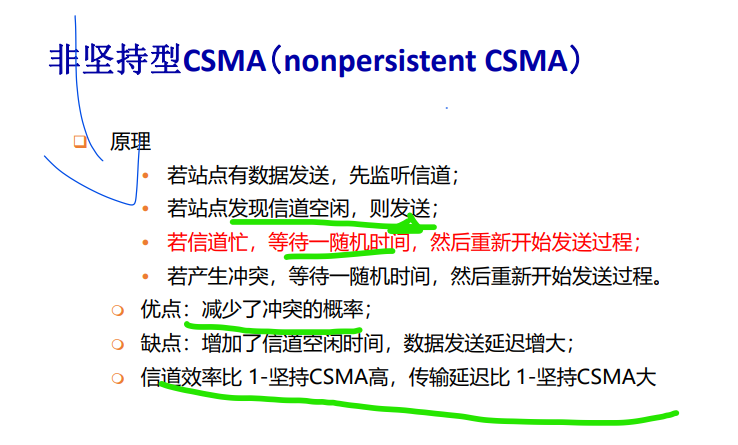 非坚持型CSMA（nonpersistent CSMA）
原理
若站点有数据发送，先监听信道；
若站点发现信道空闲，则发送；
若信道忙，等待一随机时间，然后重新开始发送过程；
若产生冲突，等待一随机时间，然后重新开始发送过程。
优点：减少了冲突的概率；
缺点：增加了信道空闲时间，数据发送延迟增大；
信道效率比 1-坚持CSMA高，传输延迟比 1-坚持CSMA大